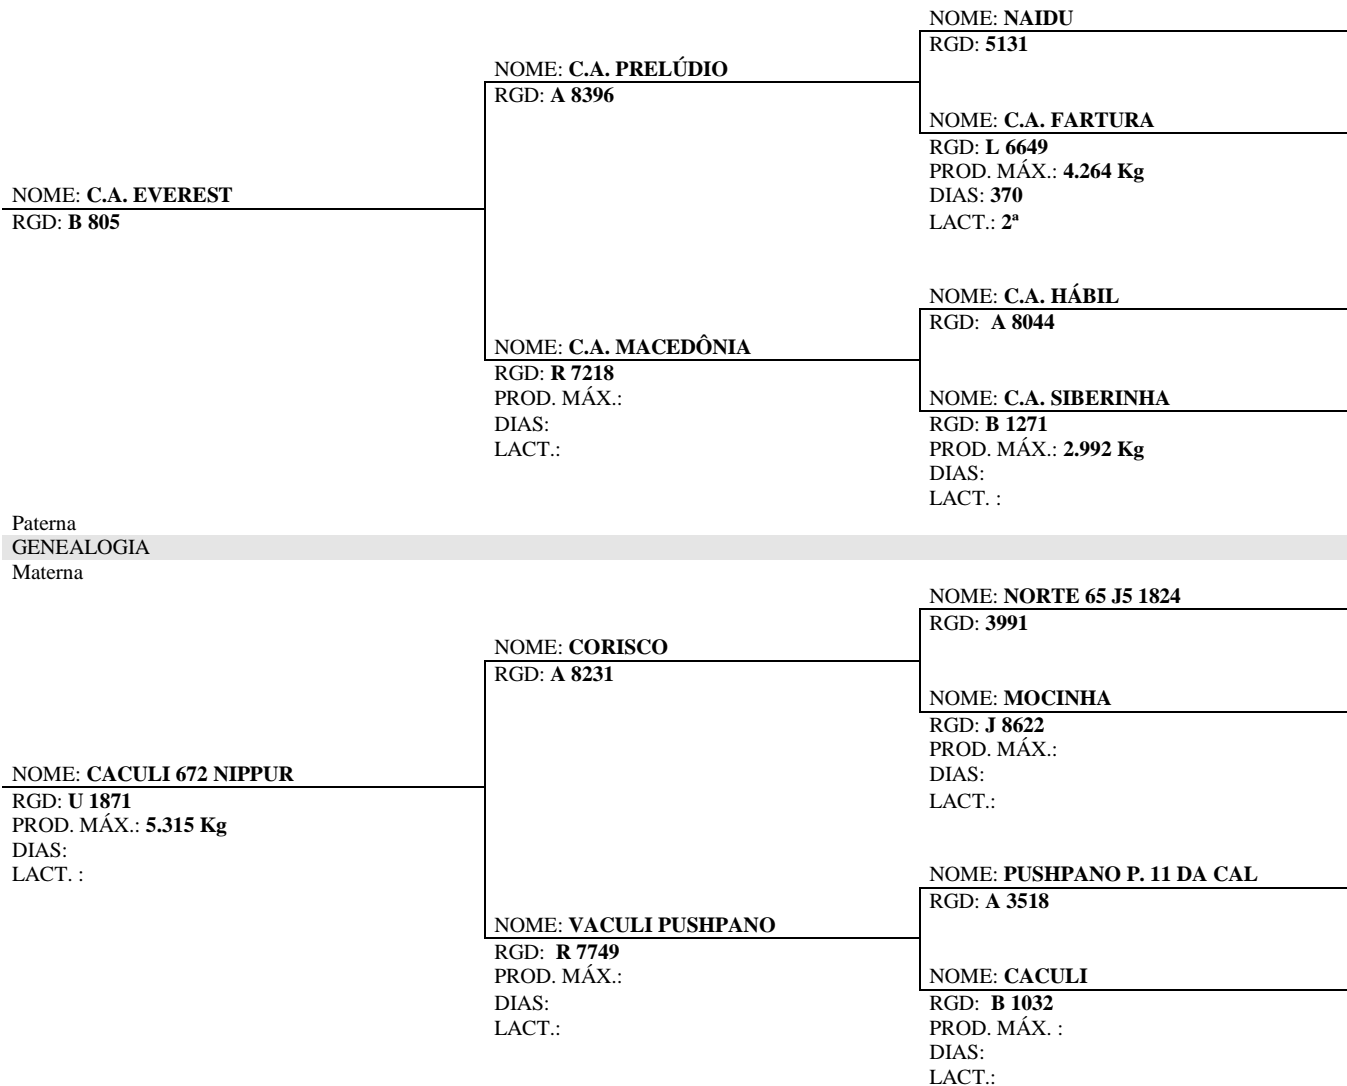 NOME: NAIDU
RGD: 5131
NOME: C.A. PRELÚDIO
RGD: A 8396
NOME: C.A. FARTURA
RGD: L 6649
PROD. MÁX.: 4.264 Kg
DIAS: 370
LACT.: 2ª
NOME: C.A. EVEREST
RGD: B 805
NOME: C.A. HÁBIL
RGD: A 8044
NOME: C.A. MACEDÔNIA
RGD: R 7218
PROD. MÁX.:
DIAS:
LACT.:
NOME: C.A. SIBERINHA
RGD: B 1271
PROD. MÁX.: 2.992 Kg
DIAS:
LACT. :
Paterna
GENEALOGIA
Materna
NOME: NORTE 65 J5 1824
RGD: 3991
NOME: CORISCO
RGD: A 8231
NOME: MOCINHA
RGD: J 8622
PROD. MÁX.:
DIAS:
LACT.:
NOME: CACULI 672 NIPPUR
RGD: U 1871
PROD. MÁX.: 5.315 Kg
DIAS:
LACT. :
NOME: PUSHPANO P. 11 DA CAL
RGD: A 3518
NOME: VACULI PUSHPANO
RGD: R 7749
PROD. MÁX.:
DIAS:
LACT.:
NOME: CACULI
RGD: B 1032
PROD. MÁX. :
DIAS:
LACT.: